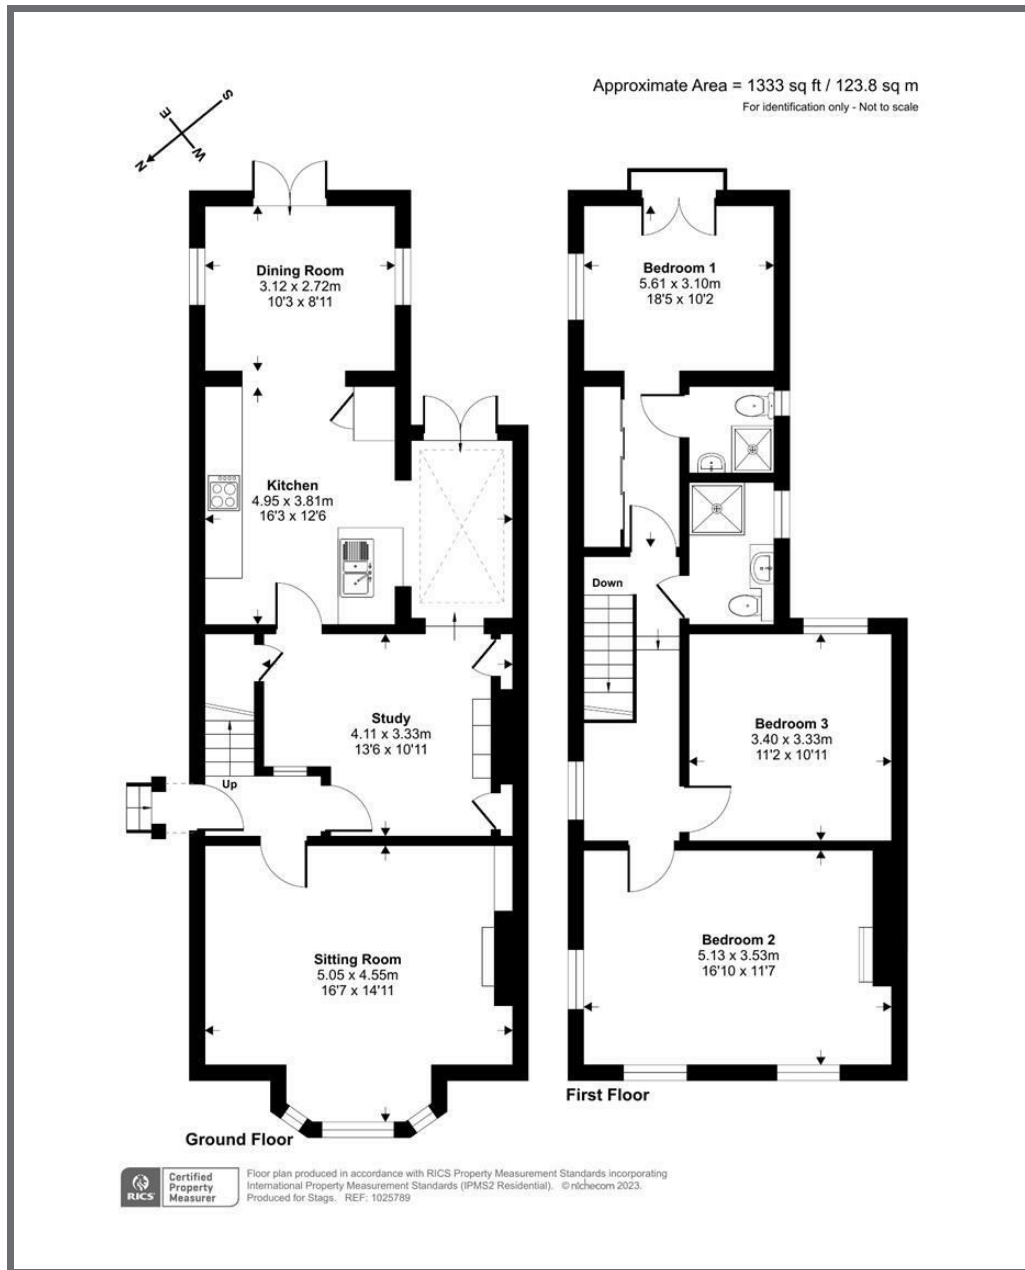 Approximate Area = 1333 sq ft / 123.8 sq m
For identification only - Not to scale
S
E
W
N
Dining Room
3.12 x 2.72m
10'3 x 8'11
Kitchen
4.95 x 3.81m
16'3 x 12'6
Study
4.11 x 3.33m
13'6 x 10'11
Up
Sitting Room
5.05 x 4.55m
16'7 x 14'11
Ground Floor
Bedroom 1
5.61 x 3.10m
18'5 x 10'2
Down
Bedroom 3
3.40 x 3.33m
11'2 x 10'11
Bedroom 2
5.13 x 3.53m
16'10 x 11'7
First Floor
RICS
Certified
Property
Measurer
Floor plan produced in accordance with RICS Property Measurement Standards incorporating
International Property Measurement Standards (IPMS2 Residential). © nichecom 2023.
Produced for Stags. REF: 1025789